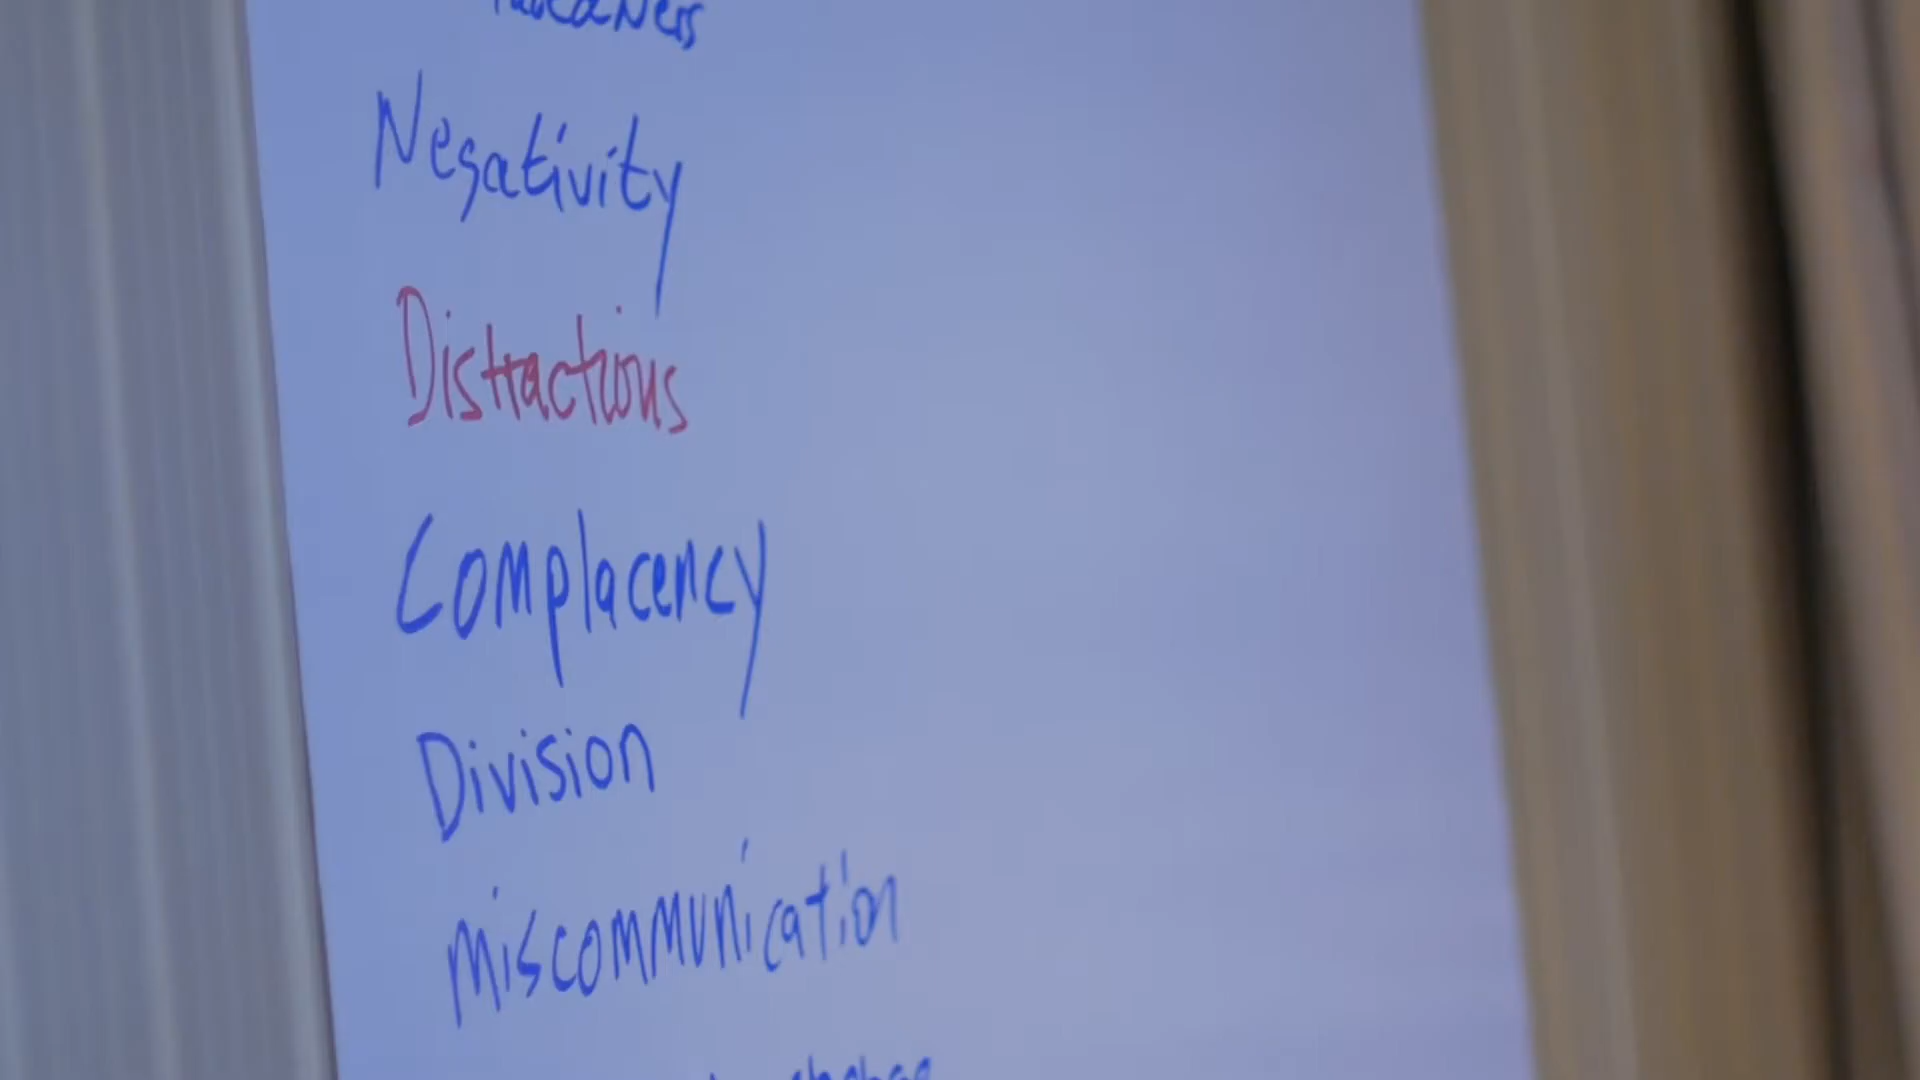 Negativity
Distractions
Complacency
Division
miscommunication